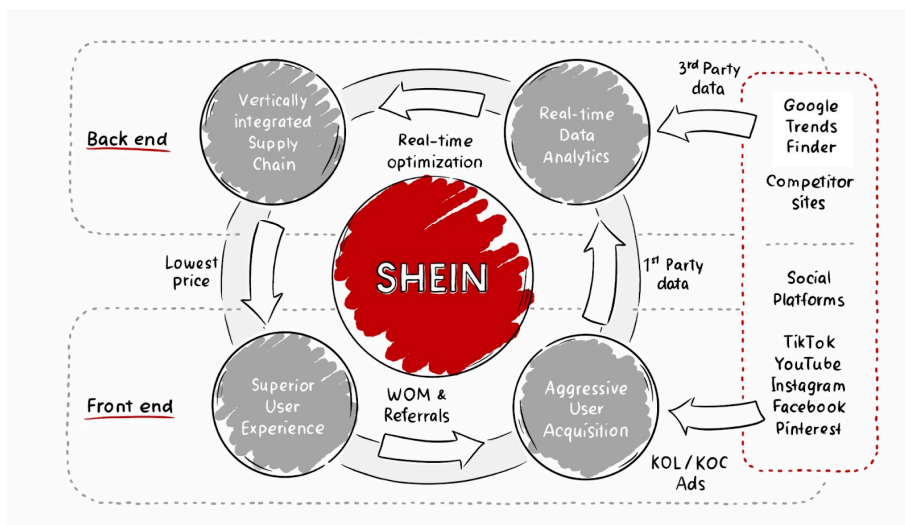 Back end
Vertically
integrated
Supply
Chain
Real-time
optimization
Real-time
Data
Analytics
3rd Party
data
Google
Trends
Finder
Competitor
sites
Lowest
price
SHEIN
1st Party
data
Social
Platforms
TikTok
YouTube
Instagram
Facebook
Pinterest
Front end
Superior
User
Experience
WOM &
Referrals
Aggressive
User
Acquisition
KOL/KOC
Ads